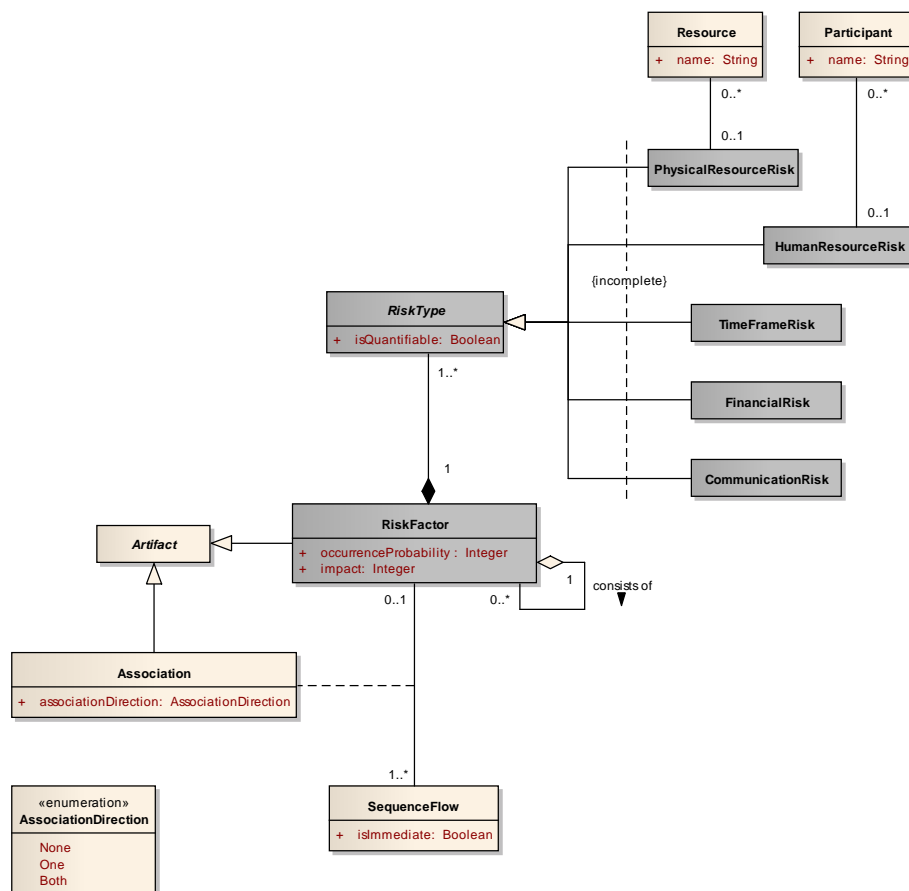 Resource
+ name: String
Participant
+ name: String
0..*
0..*
0..1
PhysicalResourceRisk
0..1
HumanResourceRisk
{incomplete}
RiskType
+ isQuantifiable: Boolean
TimeFrameRisk
1..*
FinancialRisk
1
CommunicationRisk
RiskFactor
+ occurrenceProbability : Integer
+ impact: Integer
Artifact
1
consists of
0..1
0..*
Association
+ associationDirection: AssociationDirection
1..*
«enumeration»
AssociationDirection
None
One
Both
SequenceFlow
+ isImmediate: Boolean